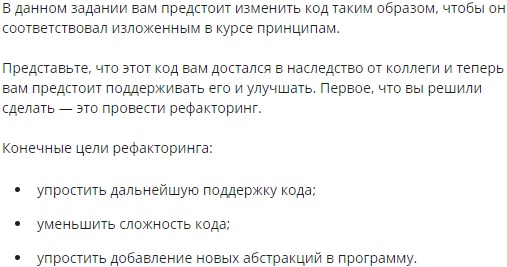 В данном задании вам предстоит изменить код таким образом, чтобы он
соответствовал изложенным в курсе принципам.
Представьте, что этот код вам достался в наследство от коллеги и теперь
вам предстоит поддерживать его и улучшать. Первое, что вы решили
сделать — это провести рефакторинг.
Конечные цели рефакторинга:
• упростить дальнейшую поддержку кода;
• уменьшить сложность кода;
• упростить добавление новых абстракций в программу.